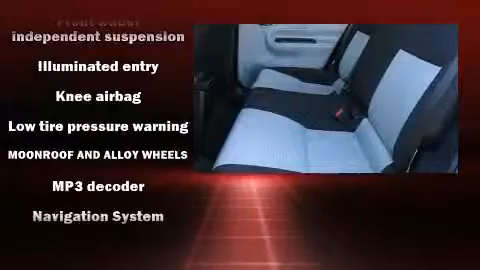 independent suspension
Illuminated entry
Knee airbag
Low tire pressure warning
MOONROOF AND ALLOY WHEELS
MP3 decoder
Navigation System